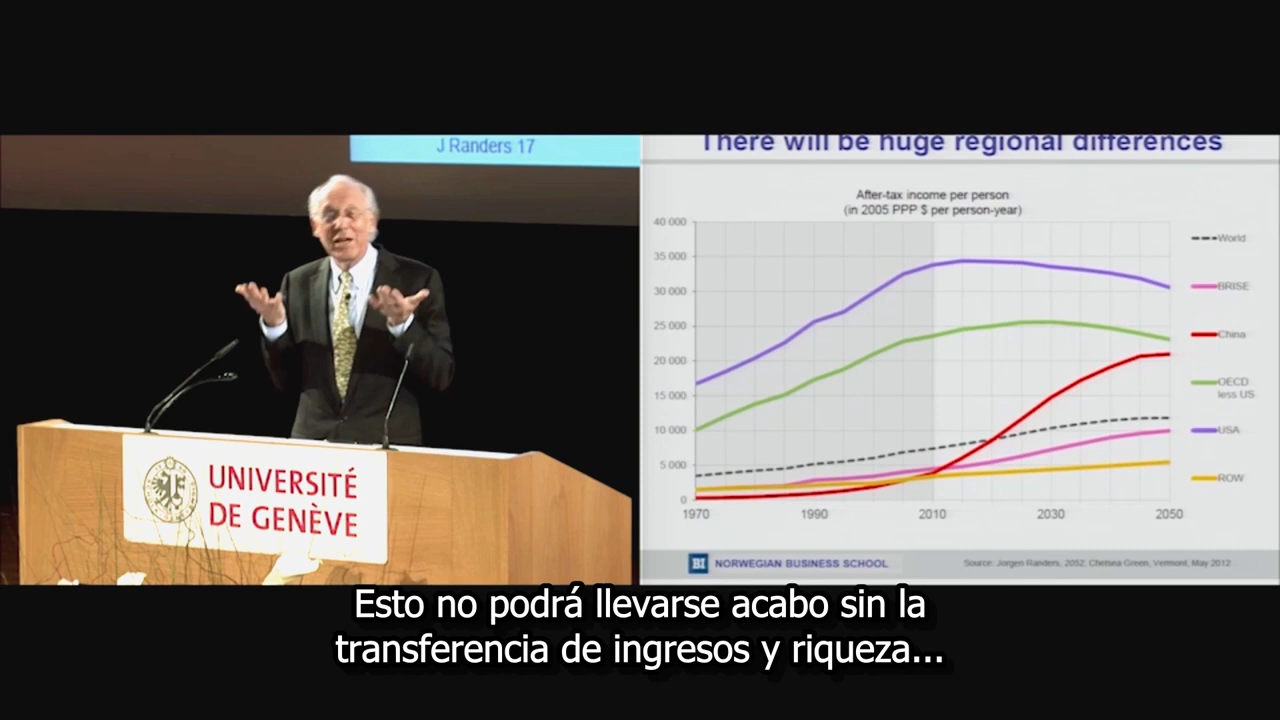 J Randers 17
There will be huge regional differences
After-tax income per person
(in 2005 PPP $ per person-year)
40 000
35 000
30 000
25 000
20 000
15 000
10 000
5 000
0
1970
1990
2010
2030
2050
World
BRISE
China
OECD
less US
USA
ROW
BI NORWEGIAN BUSINESS SCHOOL
Source: Jorgen Randers, 2052, Chelsea Green, Vermont, May 2012
UNIVERSITÉ
DE GENÈVE
Esto no podrá llevarse acabo sin la
transferencia de ingresos y riqueza...